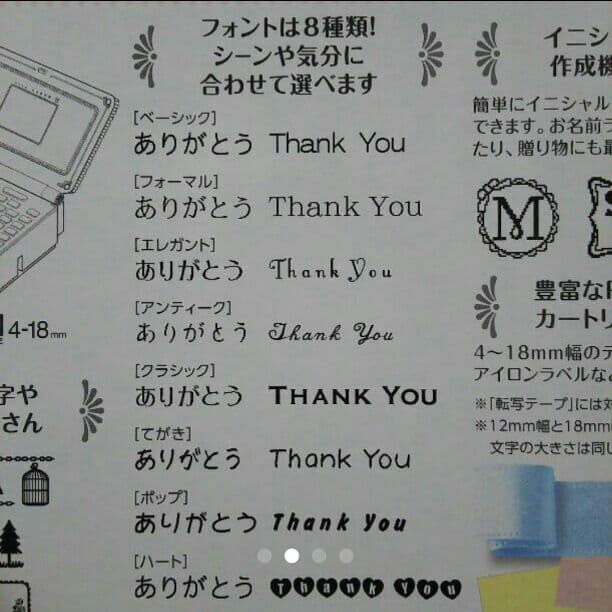 フォントは8種類!
シーンや気分に
合わせて選べます
[ベーシック]
ありがとう Thank You
[フォーマル]
ありがとう Thank You
[エレガント]
ありがとう Thank You
[アンティーク]
ありがとう Thank You
[クラシック]
ありがとう THANK YOU
[てがき]
ありがとう Thank You
[ポップ]
ありがとう Thank You
[ハート]
ありがとう Thank You
4-18mm
字や
さん
イニシ
作成機
簡単にイニシャル
できます。お名前
たり、贈り物にも
M
豊富な
カートリ
4〜18mm幅の
アイロンラベルな
※「転写テープ」には対
※12mm幅と18mm
文字の大きさは同じ